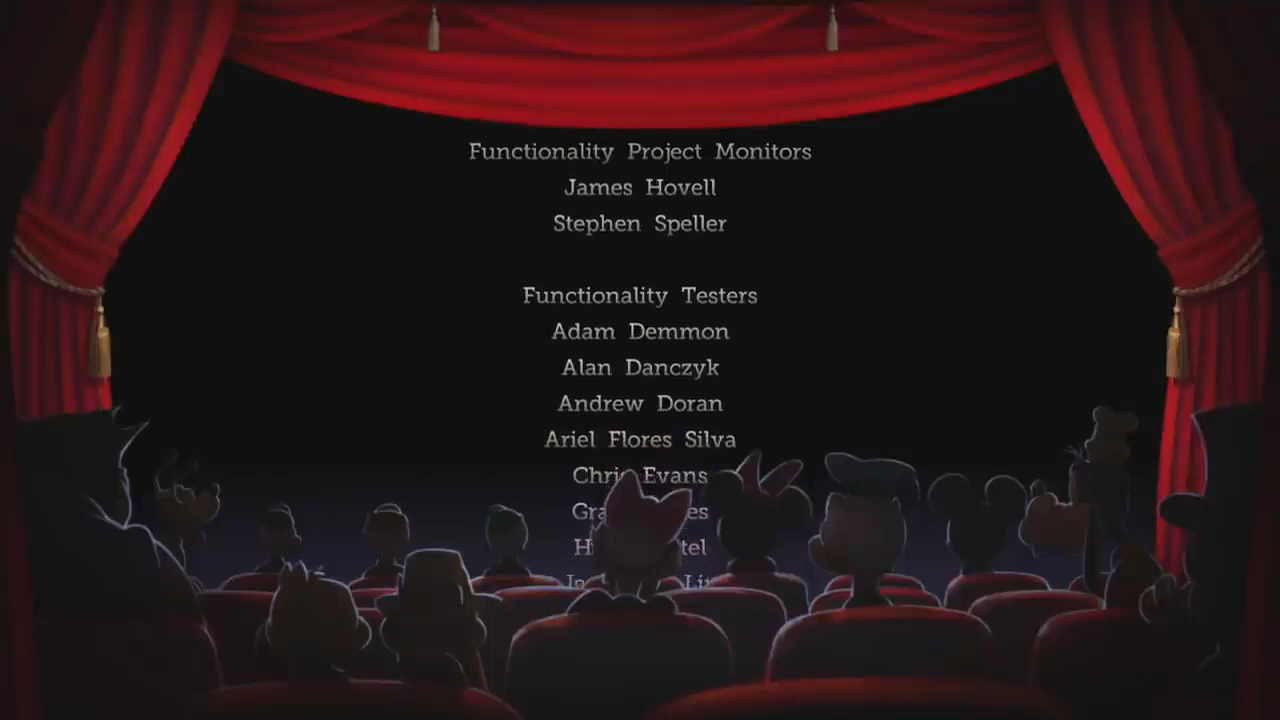 Functionality Project Monitors
James Hovell
Stephen Speller
Functionality Testers
Adam Demmon
Alan Danczyk
Andrew Doran
Ariel Flores Silva
Chris Evans